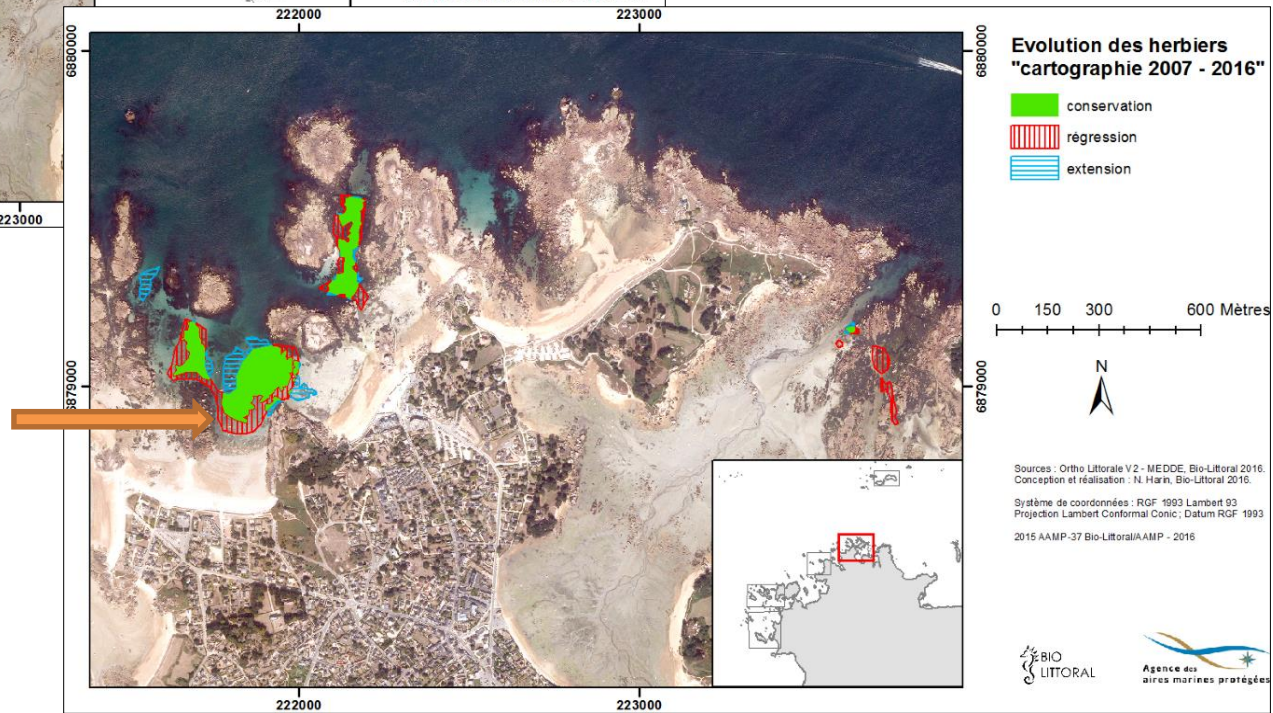 222000
223000
6880000
6880000
Evolution des herbiers
"cartographie 2007 - 2016"
conservation
régression
extension
223000
0 150 300 600 Mètres
N
6879000
6879000
Sources : Ortho Littorale V2 - MEDDE, Bio-Littoral 2016.
Conception et réalisation : N. Harin, Bio-Littoral 2016.
Système de coordonnées : RGF 1993 Lambert 93
Projection Lambert Conformal Conic ; Datum RGF 1993
2015 AAMP-37 Bio-Littoral/AAMP - 2016
BIO
LITTORAL
Agence des
aires marines protégées
222000
223000